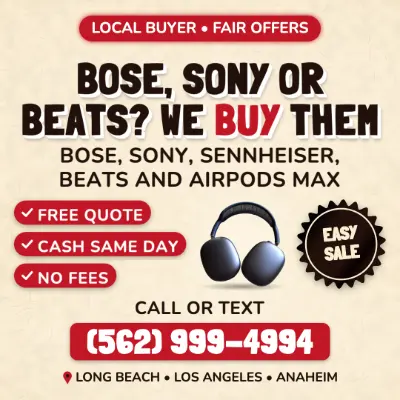 LOCAL BUYER • FAIR OFFERS
BOSE, SONY OR
BEATS? WE BUY THEM
BOSE, SONY, SENNHEISER,
BEATS AND AIRPODS MAX
FREE QUOTE
CASH SAME DAY
NO FEES
EASY
SALE
CALL OR TEXT
(562) 999-4994
LONG BEACH • LOS ANGELES • ANAHEIM